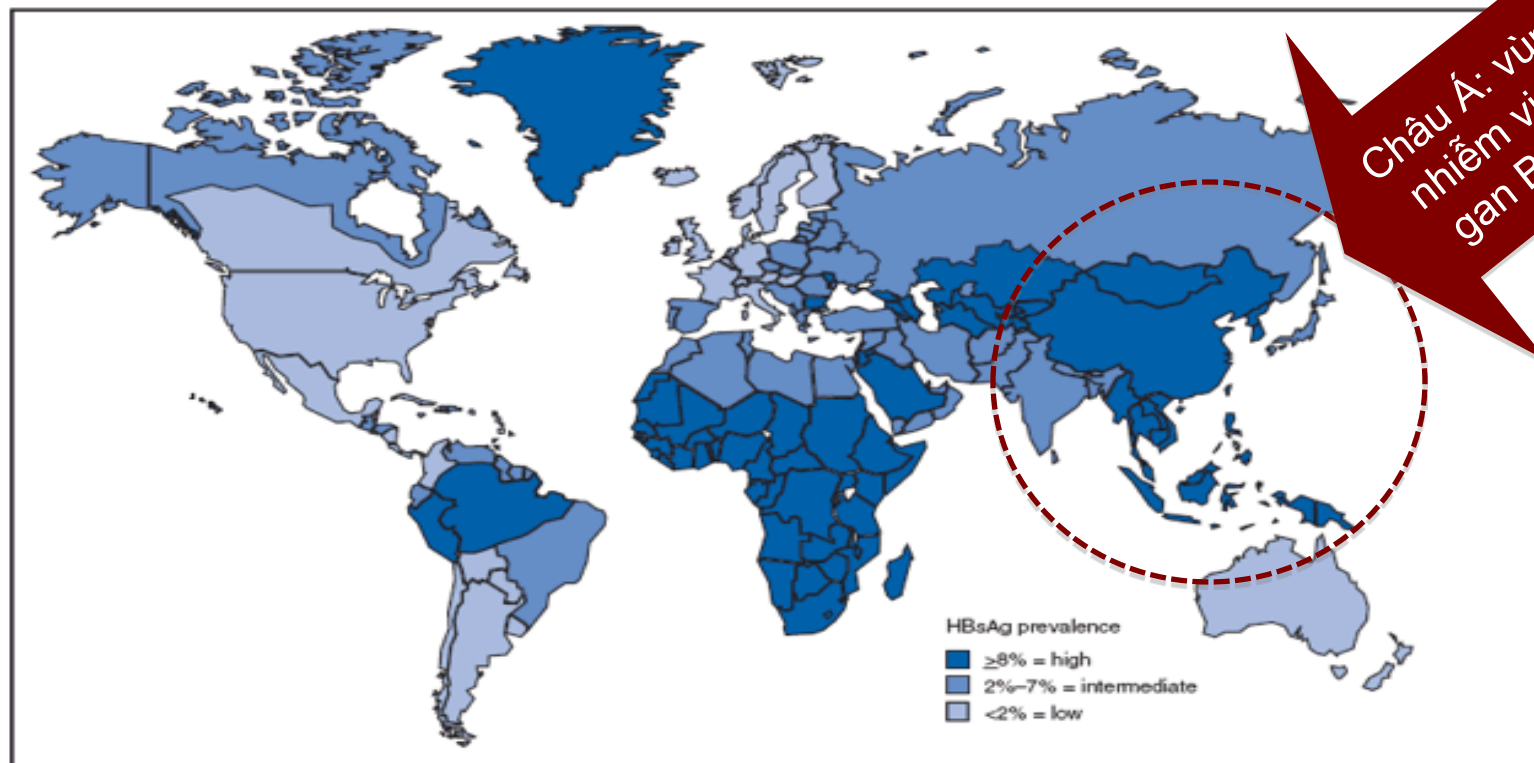 Châu Á:
nhiễm
gan
HBsAg prevalence
≥8% = high
2%–7% = intermediate
<2% = low